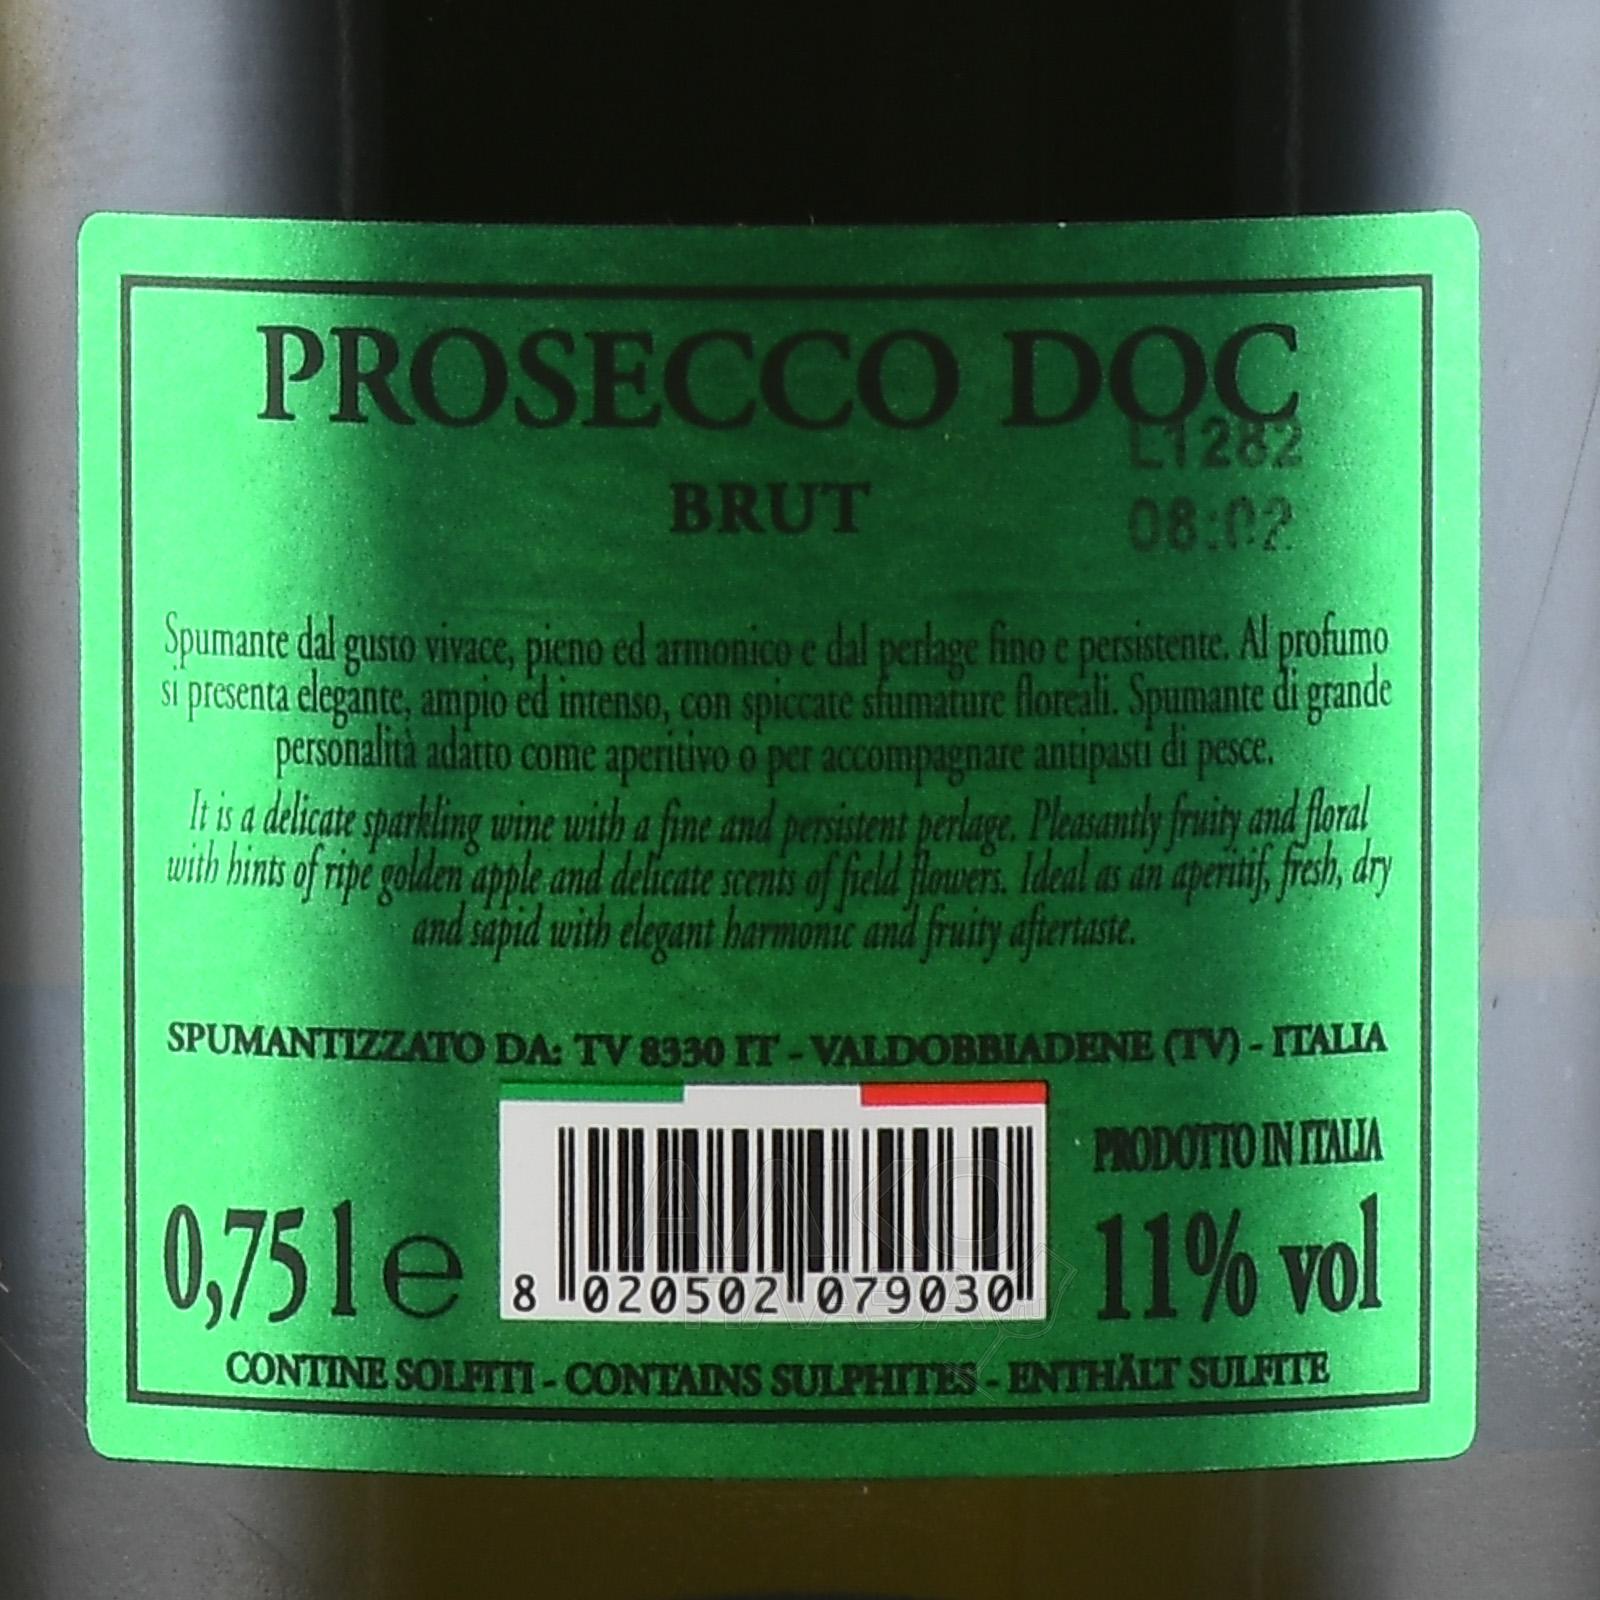 PROSECCO DOC
L1282
BRUT
08:02
Spumante dal gusto vivace, pieno ed armonico e dal perlage fino e persistente. Al profumo
si presenta elegante, ampio ed intenso, con spiccate sfumature floreali. Spumante di grande
personalità adatto come aperitivo o per accompagnare antipasti di pesce.
It is a delicate sparkling wine with a fine and persistent perlage. Pleasantly fruity and floral
with hints of ripe golden apple and delicate scents of field flowers. Ideal as an aperitif, fresh, dry
and sapid with elegant harmonic and fruity aftertaste.
SPUMANTIZZATO DA: TV 8330 IT - VALDOBBIADENE (TV) - ITALIA
PRODOTTO IN ITALIA
0,75 l e
8 020502 079030
11% vol
CONTINE SOLFITI - CONTAINS SULPHITES - ENTHÄLT SULFITE